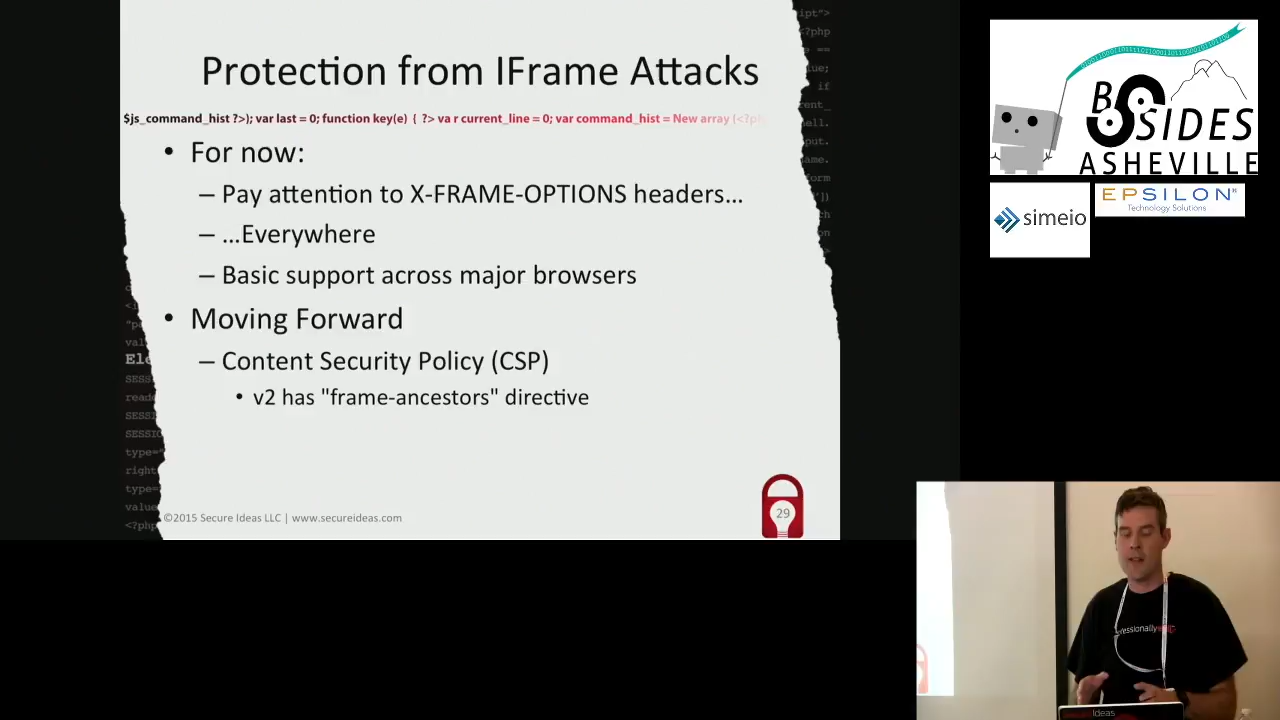 Protection from IFrame Attacks
$js_command_hist ?>); var last = 0; function key(e) { ?> va r current_line = 0; var command_hist = New array (<?ph
• For now:
– Pay attention to X-FRAME-OPTIONS headers…
– …Everywhere
– Basic support across major browsers
• Moving Forward
– Content Security Policy (CSP)
• v2 has "frame-ancestors" directive
©2015 Secure Ideas LLC | www.secureideas.com
29
BSIDES
ASHEVILLE
simeio
EPSILON
Technology Solutions
Ideas